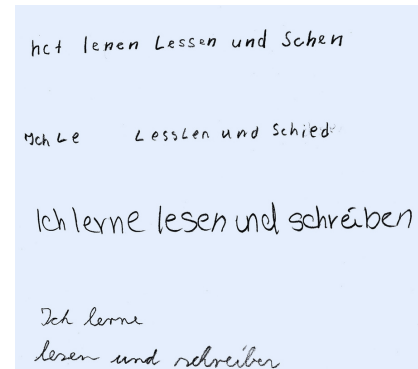 hct lenen Lessen und Schen
Ich Le Lesslen und Schied
Ich lerne lesen und schreiben
Ich lerne
lesen und schreiben